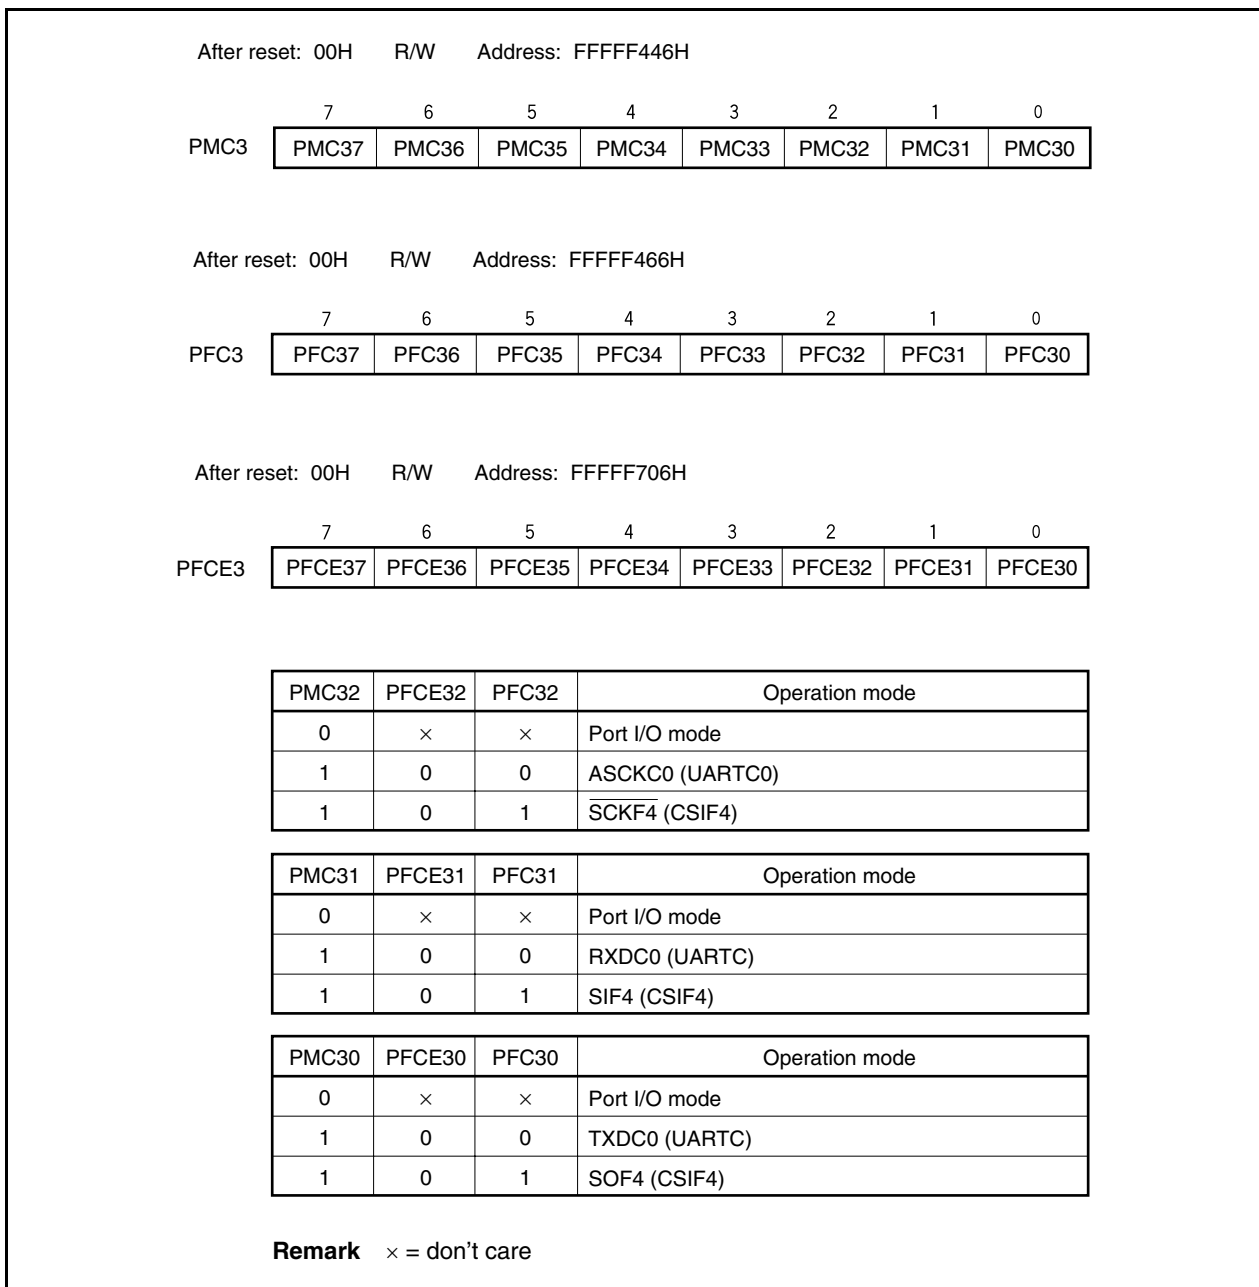 After reset: 00H R/W Address: FFFFF446H
7 6 5 4 3 2 1 0
PMC3 PMC37 PMC36 PMC35 PMC34 PMC33 PMC32 PMC31 PMC30
After reset: 00H R/W Address: FFFFF466H
7 6 5 4 3 2 1 0
PFC3 PFC37 PFC36 PFC35 PFC34 PFC33 PFC32 PFC31 PFC30
After reset: 00H R/W Address: FFFFF706H
7 6 5 4 3 2 1 0
PFCE3 PFCE37 PFCE36 PFCE35 PFCE34 PFCE33 PFCE32 PFCE31 PFCE30
PMC32 PFCE32 PFC32 Operation mode
0 × × Port I/O mode
1 0 0 ASCKC0 (UARTC0)
1 0 1 S̅C̅K̅F̅4̅ (CSIF4)
PMC31 PFCE31 PFC31 Operation mode
0 × × Port I/O mode
1 0 0 RXDC0 (UARTC)
1 0 1 SIF4 (CSIF4)
PMC30 PFCE30 PFC30 Operation mode
0 × × Port I/O mode
1 0 0 TXDC0 (UARTC)
1 0 1 SOF4 (CSIF4)
Remark × = don't care